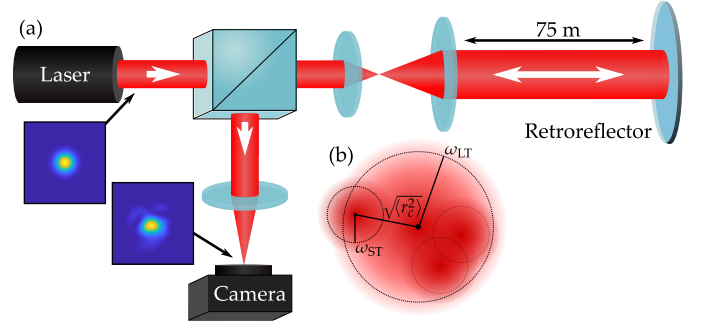 (a)
75 m
Laser
Retroreflector
(b)
ω_LT
√⟨r_c^2⟩
ω_ST
Camera